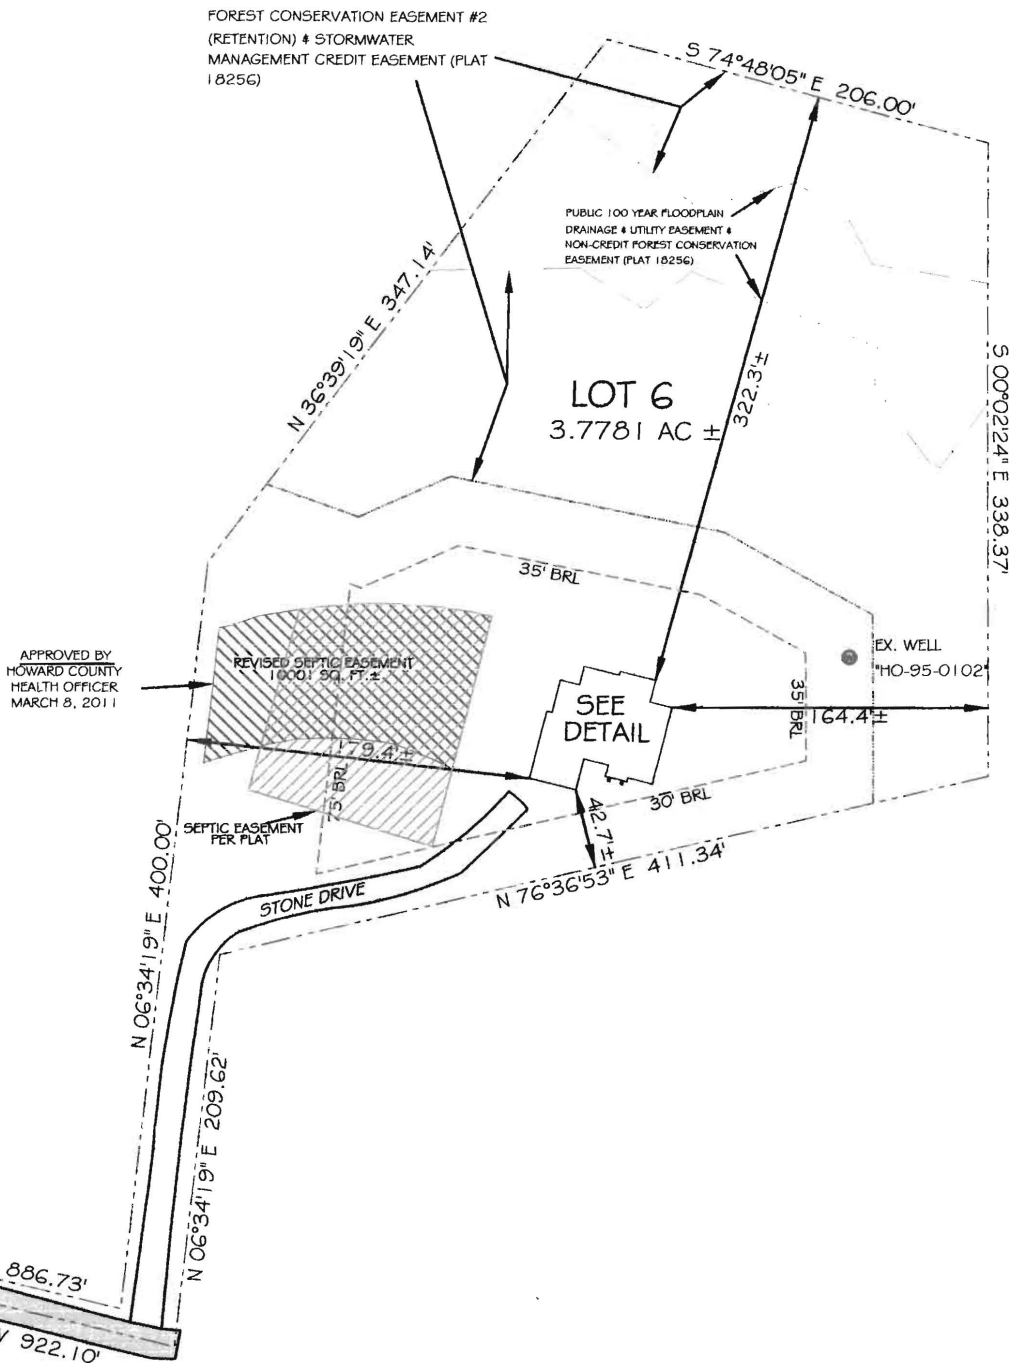 FOREST CONSERVATION EASEMENT #2
(RETENTION) & STORMWATER
MANAGEMENT CREDIT EASEMENT (PLAT
18256)
S 74°48'05" E 206.00'
PUBLIC 100 YEAR FLOODPLAIN
DRAINAGE & UTILITY EASEMENT &
NON-CREDIT FOREST CONSERVATION
EASEMENT (PLAT 18256)
N 36°39'19" E 347.14'
322.3'±
S 00°02'24" E 338.37'
LOT 6
3.7781 AC ±
35' BRL
APPROVED BY
HOWARD COUNTY
HEALTH OFFICER
MARCH 8, 2011
REVISED SEPTIC EASEMENT
10001 SQ. FT.±
EX. WELL
"HO-95-0102"
SEE
DETAIL
35' BRL
164.4'±
179.4'±
75' BRL
30' BRL
42.7'±
SEPTIC EASEMENT
PER PLAT
N 76°36'53" E 411.34'
STONE DRIVE
N 06°34'19" E 400.00'
N 06°34'19" E 209.62'
886.73'
922.10'